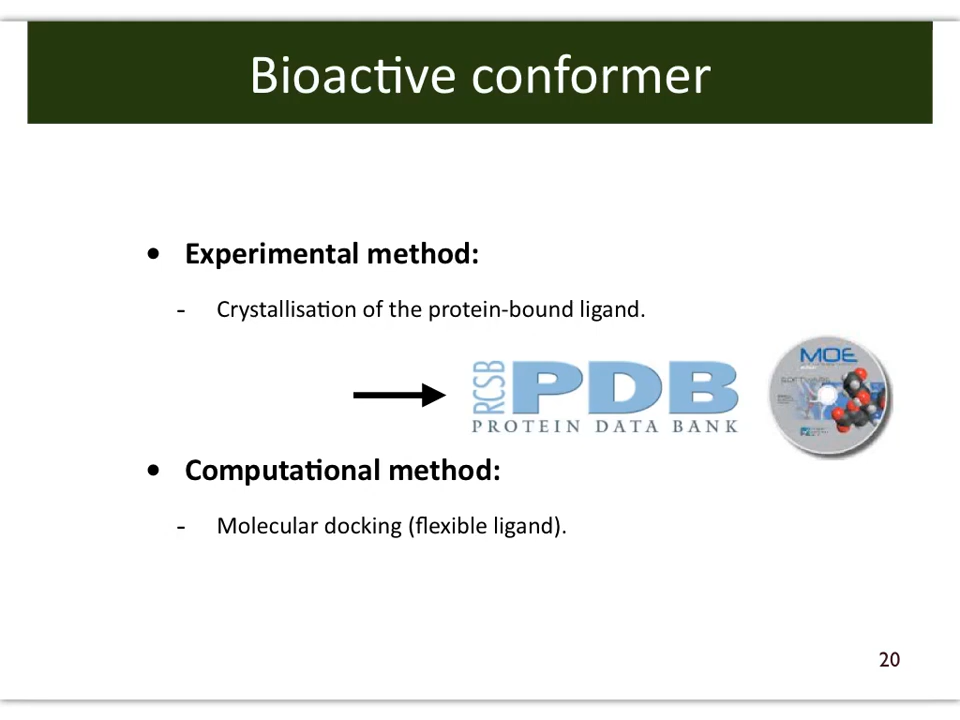 Bioactive conformer
• Experimental method:
- Crystallisation of the protein-bound ligand.
RCSB PDB
PROTEIN DATA BANK
MOE
• Computational method:
- Molecular docking (flexible ligand).
20